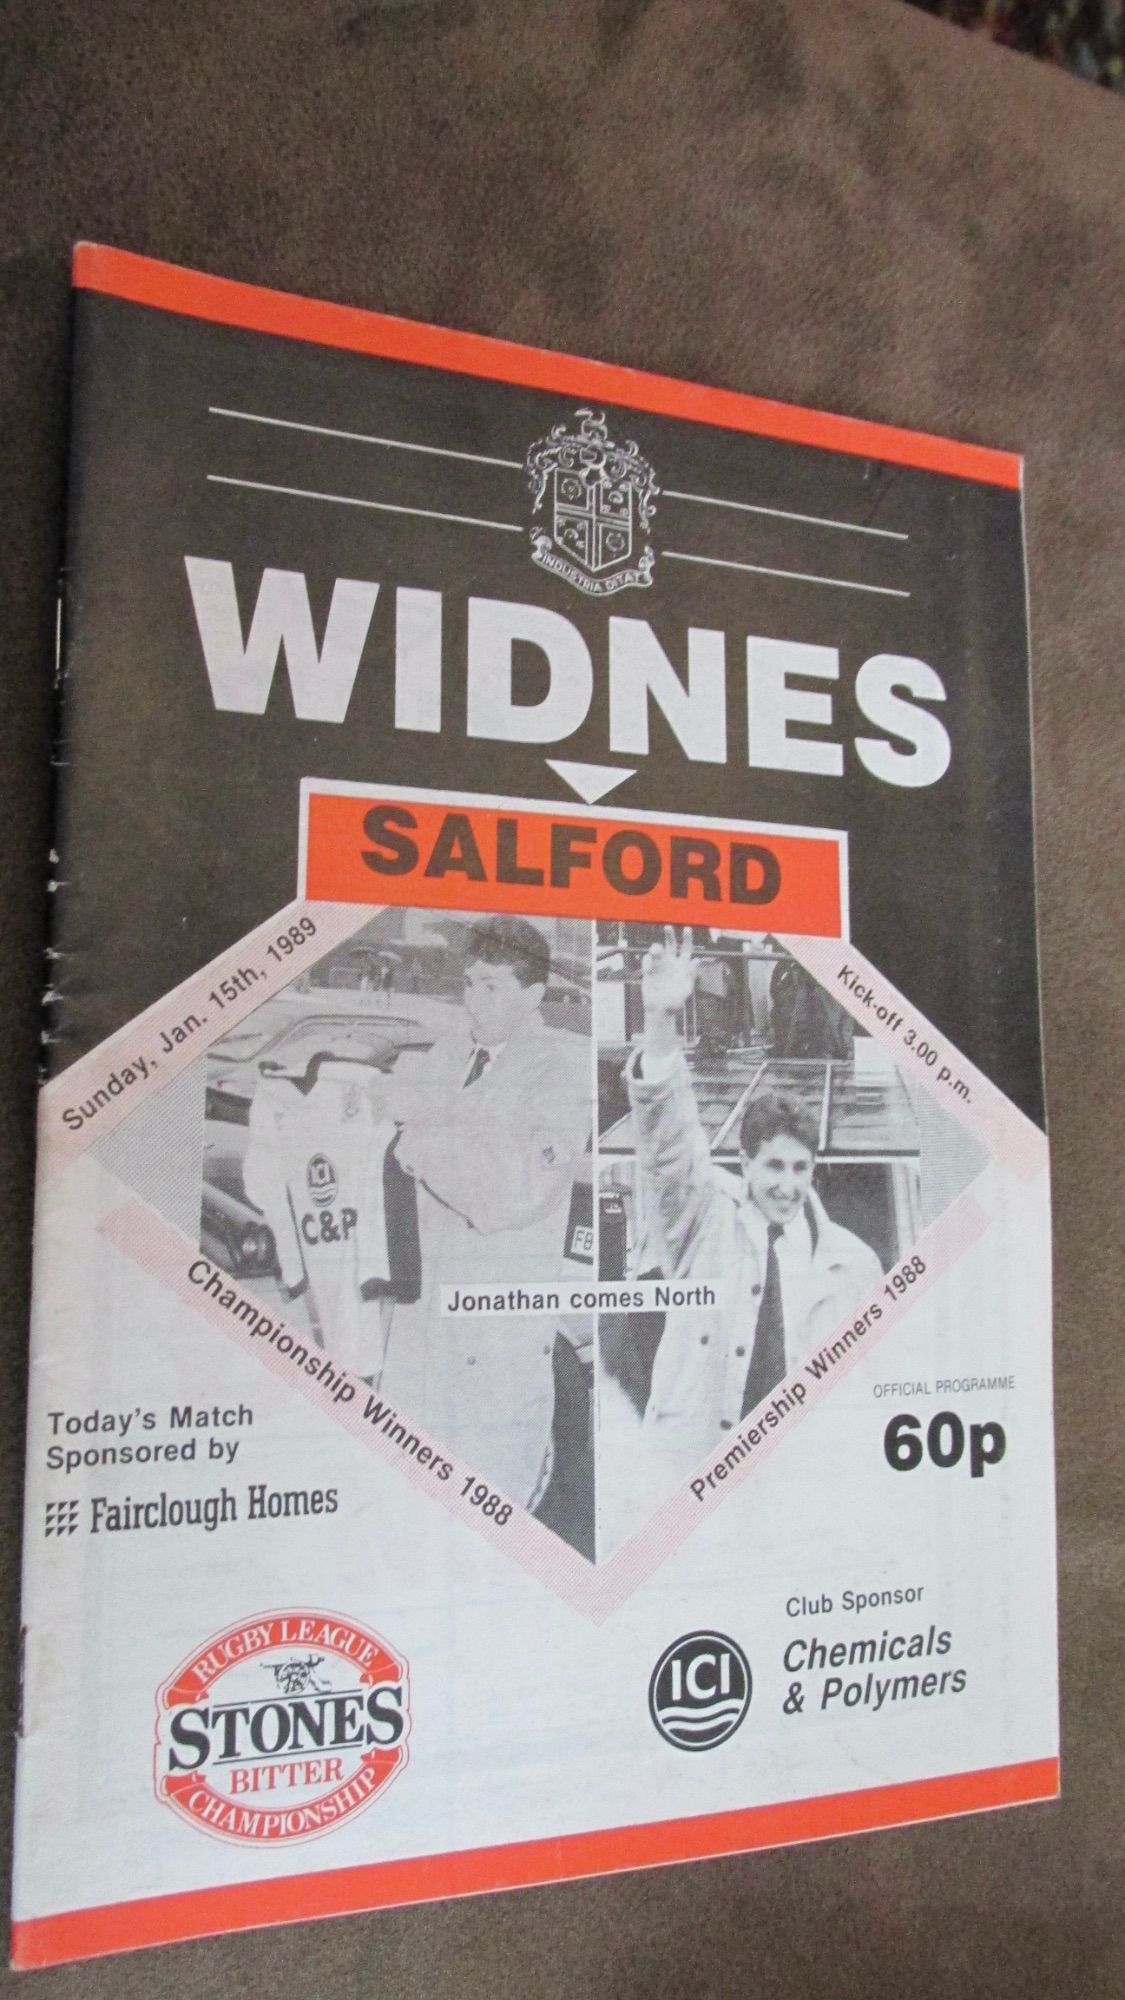 INDUSTRIA DITAT
WIDNES
SALFORD
Sunday, Jan. 15th, 1989
Kick-off 3.00 p.m.
ICI
C&P
FB
Jonathan comes North
Championship Winners 1988
Premiership Winners 1988
OFFICIAL PROGRAMME
60p
Today's Match
Sponsored by
Fairclough Homes
RUGBY LEAGUE
STONES
BITTER
CHAMPIONSHIP
Club Sponsor
ICI
Chemicals
& Polymers